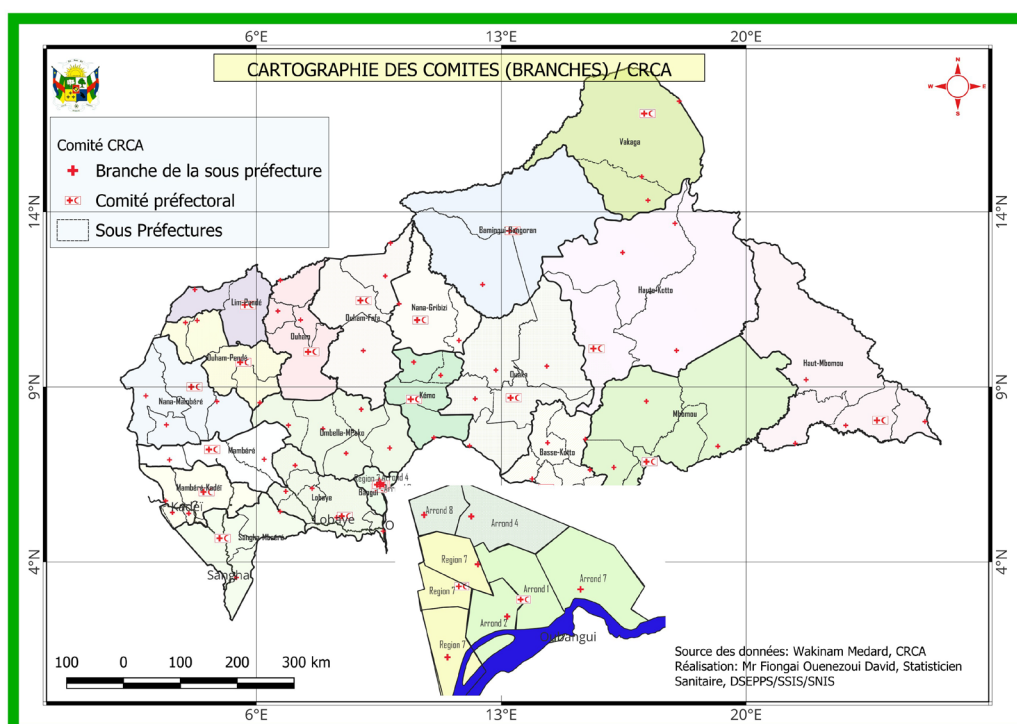 6°E 13°E 20°E
CARTOGRAPHIE DES COMITES (BRANCHES) / CRCA
N
W E
S
Comité CRCA
Branche de la sous préfecture
Comité préfectoral
Sous Préfectures
Vakaga
14°N 14°N
Bamingui-Bangoran
Haute-Kotto
Lim-Pendé
Ouham-Fafa
Nana-Gribizi
Ouham
Ouham-Pendé
Ouaka
Haut-Mbomou
9°N 9°N
Nana-Mambéré
Kémo
Mbomou
Ombella-M'Poko
Mambéré
Basse-Kotto
Arrond 4
Mambéré-Kadéï
Bangui
Kadéï
Lobaye
Lobaye
O
Sangha-Mbaéré
Sangha
Arrond 8
Arrond 4
Region 7
Arrond 7
Region 7
Arrond 1
Arrond 2
Region 7
Oubangui
4°N 4°N
Source des données: Wakinam Medard, CRCA
Réalisation: Mr Fiongai Ouenezoui David, Statisticien
Sanitaire, DSEPPS/SSIS/SNIS
100 0 100 200 300 km
6°E 13°E 20°E